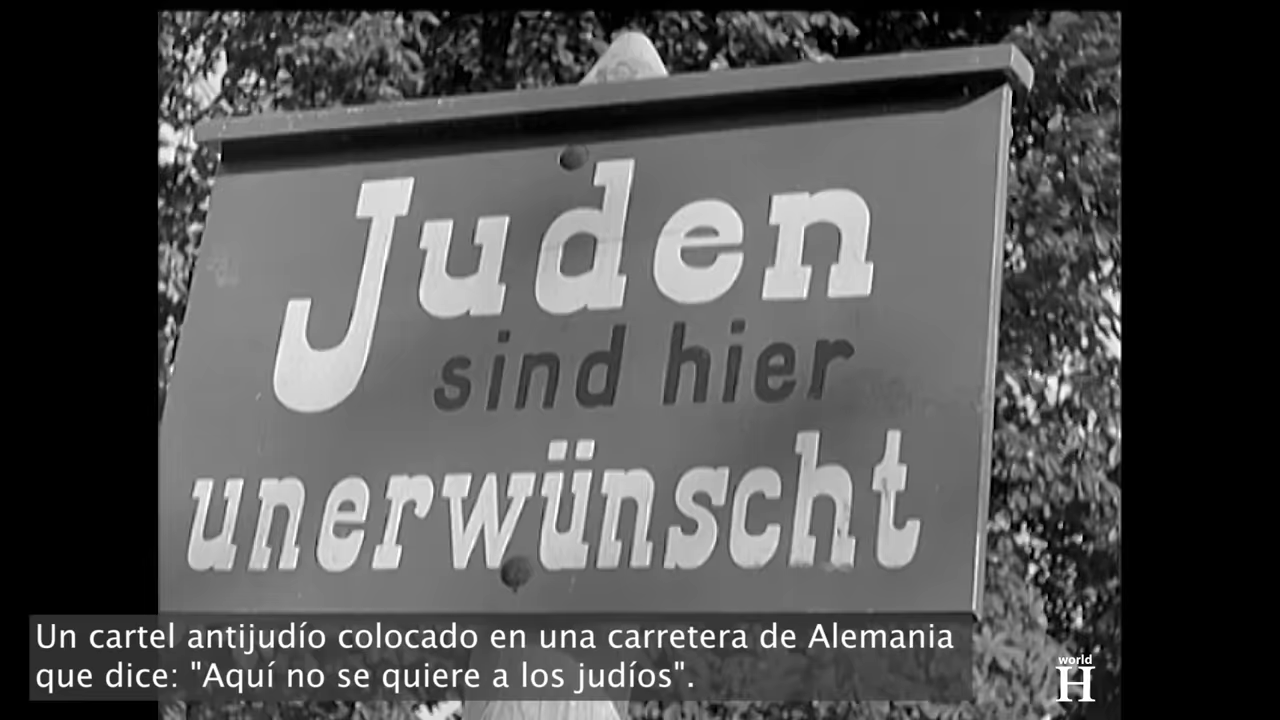 Juden
sind hier
unerwünscht
Un cartel antijudío colocado en una carretera de Alemania
que dice: "Aquí no se quiere a los judíos".
world
H